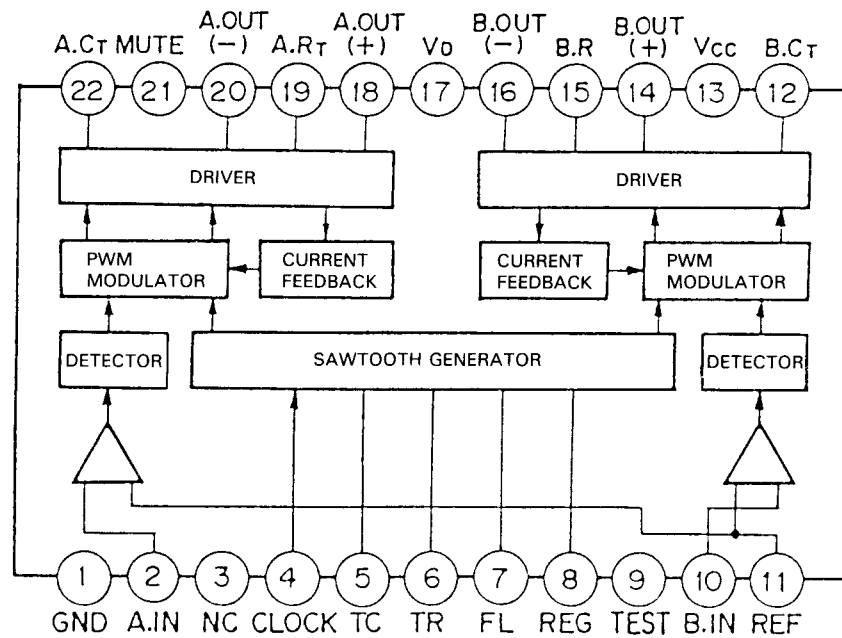 A.CT MUTE A.OUT (-) A.RT A.OUT (+) VD B.OUT (-) B.R B.OUT (+) VCC B.CT
22 21 20 19 18 17 16 15 14 13 12
DRIVER DRIVER
PWM MODULATOR
CURRENT FEEDBACK
CURRENT FEEDBACK
PWM MODULATOR
DETECTOR SAWTOOTH GENERATOR DETECTOR
1 2 3 4 5 6 7 8 9 10 11
GND A.IN NC CLOCK TC TR FL REG TEST B.IN REF